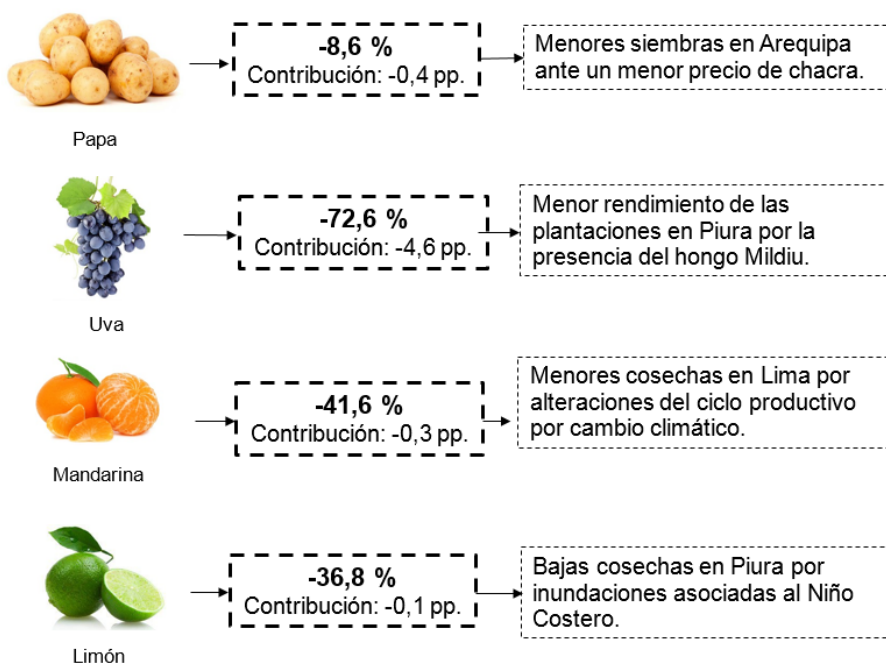 -8,6 %
Contribución: -0,4 pp.
Menores siembras en Arequipa
ante un menor precio de chacra.
Papa
-72,6 %
Contribución: -4,6 pp.
Menor rendimiento de las
plantaciones en Piura por la
presencia del hongo Mildiu.
Uva
-41,6 %
Contribución: -0,3 pp.
Menores cosechas en Lima por
alteraciones del ciclo productivo
por cambio climático.
Mandarina
-36,8 %
Contribución: -0,1 pp.
Bajas cosechas en Piura por
inundaciones asociadas al Niño
Costero.
Limón